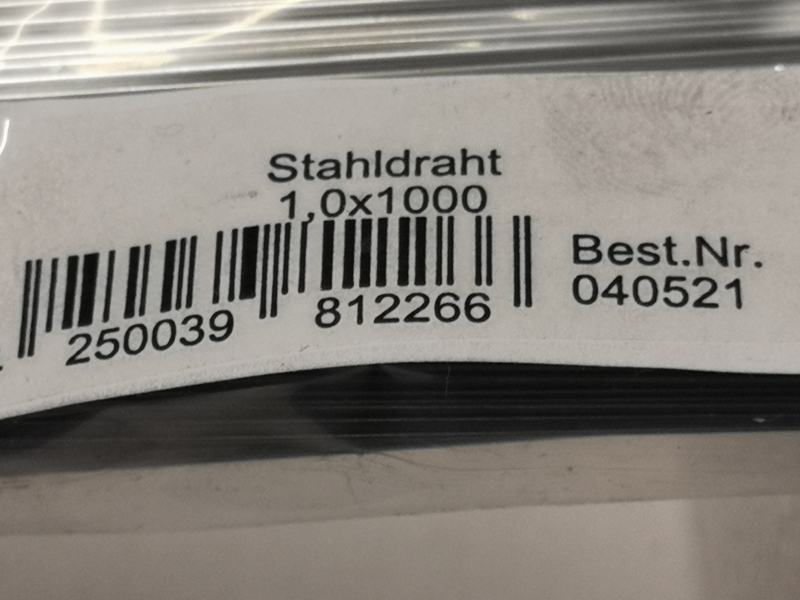 Stahldraht
1,0x1000
250039 812266
Best.Nr.
040521